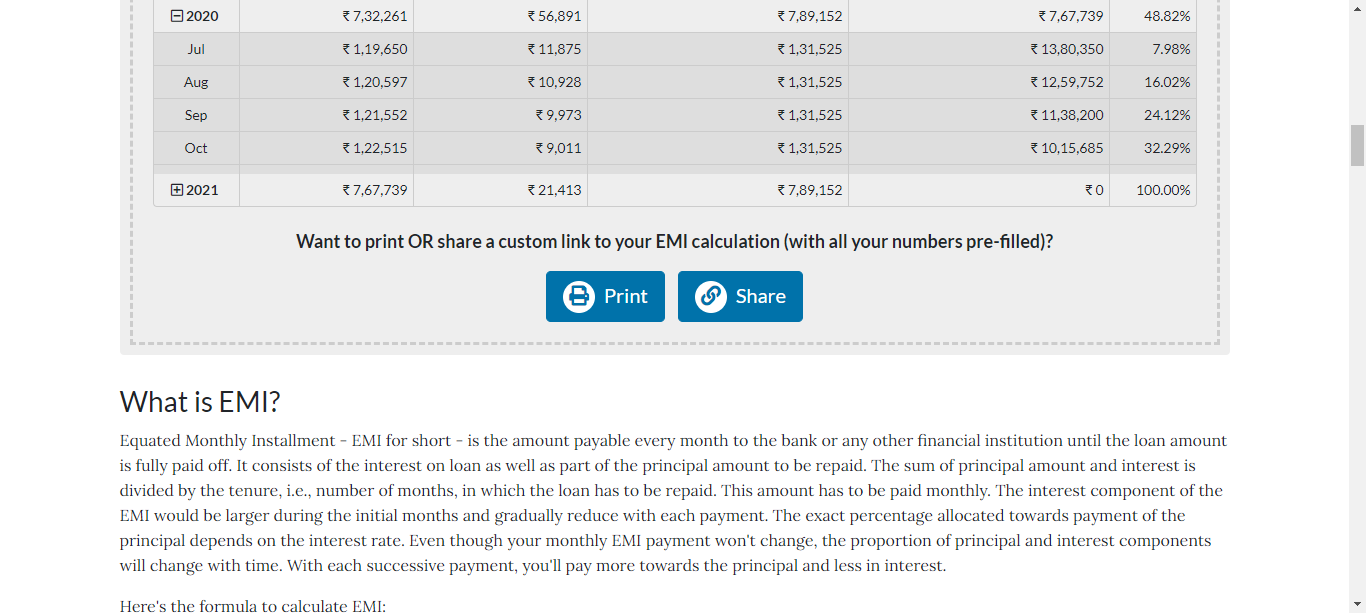 2020 ₹ 7,32,261 ₹ 56,891 ₹ 7,89,152 ₹ 7,67,739 48.82%
Jul ₹ 1,19,650 ₹ 11,875 ₹ 1,31,525 ₹ 13,80,350 7.98%
Aug ₹ 1,20,597 ₹ 10,928 ₹ 1,31,525 ₹ 12,59,752 16.02%
Sep ₹ 1,21,552 ₹ 9,973 ₹ 1,31,525 ₹ 11,38,200 24.12%
Oct ₹ 1,22,515 ₹ 9,011 ₹ 1,31,525 ₹ 10,15,685 32.29%
2021 ₹ 7,67,739 ₹ 21,413 ₹ 7,89,152 ₹ 0 100.00%
Want to print OR share a custom link to your EMI calculation (with all your numbers pre-filled)?
Print Share
What is EMI?
Equated Monthly Installment - EMI for short - is the amount payable every month to the bank or any other financial institution until the loan amount
is fully paid off. It consists of the interest on loan as well as part of the principal amount to be repaid. The sum of principal amount and interest is
divided by the tenure, i.e., number of months, in which the loan has to be repaid. This amount has to be paid monthly. The interest component of the
EMI would be larger during the initial months and gradually reduce with each payment. The exact percentage allocated towards payment of the
principal depends on the interest rate. Even though your monthly EMI payment won't change, the proportion of principal and interest components
will change with time. With each successive payment, you'll pay more towards the principal and less in interest.
Here's the formula to calculate EMI: